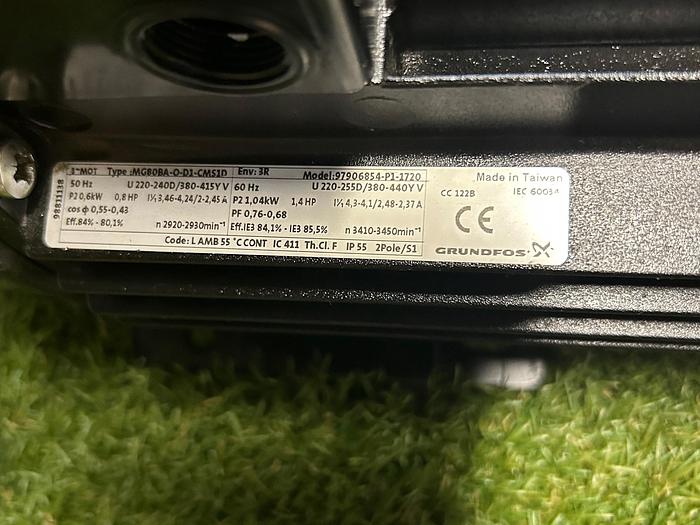 3~MOT Type :MG80BA-O-D1-CMS1D Env: 3R Model:97906854-P1-1720
50 Hz U 220-240D/380-415Y V
P2 0,6kW 0,8 HP I1/1 3,46-4,24/2-2,45 A
cos ϕ 0,55-0,43
Eff.84% - 80,1% n 2920-2930min⁻¹
60 Hz U 220-255D/380-440Y V
P2 1,04kW 1,4 HP I1/1 4,3-4,1/2,48-2,37 A
PF 0,76-0,68
Eff.IE3 84,1% - IE3 85,5% n 3410-3450min⁻¹
Code: L AMB 55 °C CONT IC 411 Th.Cl. F IP 55 2Pole/S1
98811138
Made in Taiwan
CC 122B IEC 60034
CE
GRUNDFOS